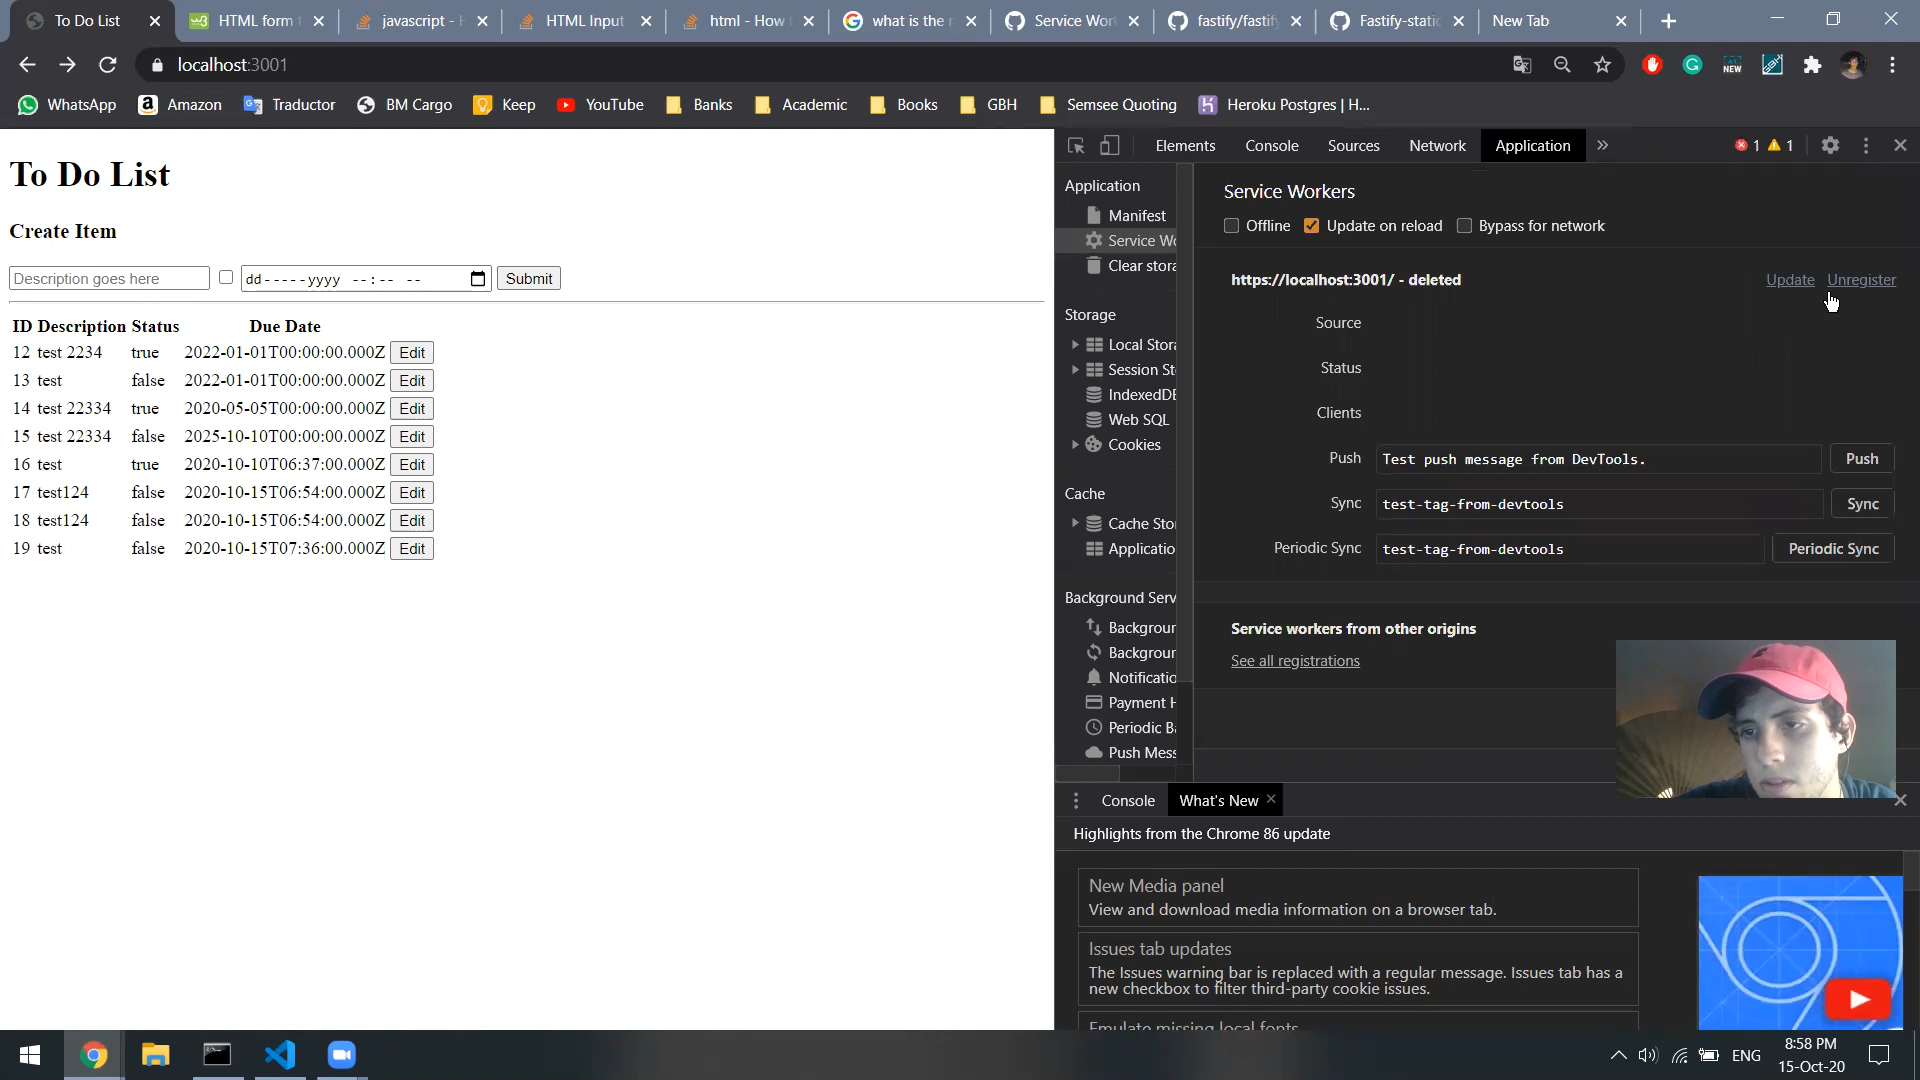 To Do List
HTML form
javascript - H
HTML Input
html - How
what is the
Service Wor
fastify/fastify
Fastify-static
New Tab
localhost:3001
NEW
WhatsApp
Amazon
Traductor
BM Cargo
Keep
YouTube
Banks
Academic
Books
GBH
Semsee Quoting
Heroku Postgres | H...
To Do List
Create Item
Description goes here
dd-----yyyy --:-- --
Submit
ID Description Status Due Date
12 test 2234 true 2022-01-01T00:00:00.000Z Edit
13 test false 2022-01-01T00:00:00.000Z Edit
14 test 22334 true 2020-05-05T00:00:00.000Z Edit
15 test 22334 false 2025-10-10T00:00:00.000Z Edit
16 test true 2020-10-10T06:37:00.000Z Edit
17 test124 false 2020-10-15T06:54:00.000Z Edit
18 test124 false 2020-10-15T06:54:00.000Z Edit
19 test false 2020-10-15T07:36:00.000Z Edit
Elements Console Sources Network Application » 1 1
Application
Manifest
Service Wo
Clear stora
Storage
Local Stora
Session St
IndexedDB
Web SQL
Cookies
Cache
Cache Sto
Applicatio
Background Serv
Backgroun
Backgroun
Notificatio
Payment H
Periodic Ba
Push Mess
Service Workers
Offline Update on reload Bypass for network
https://localhost:3001/ - deleted Update Unregister
Source
Status
Clients
Push Test push message from DevTools. Push
Sync test-tag-from-devtools Sync
Periodic Sync test-tag-from-devtools Periodic Sync
Service workers from other origins
See all registrations
Console What's New
Highlights from the Chrome 86 update
New Media panel
View and download media information on a browser tab.
Issues tab updates
The Issues warning bar is replaced with a regular message. Issues tab has a
new checkbox to filter third-party cookie issues.
Emulate missing local fonts
ENG
8:58 PM
15-Oct-20